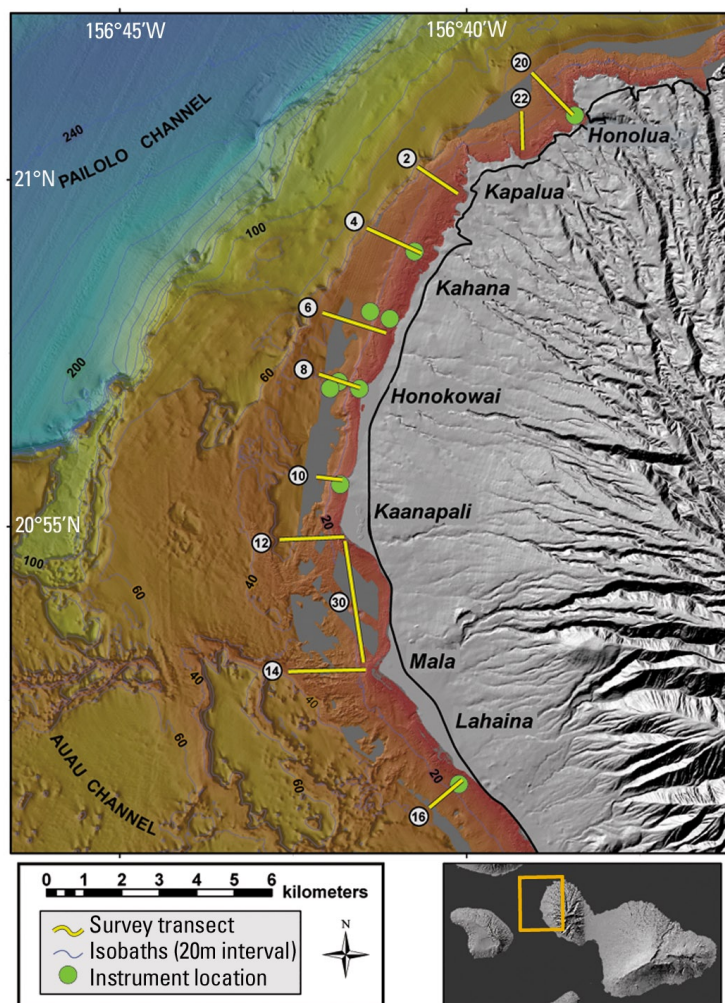 156°45'W
156°40'W
20
22
240
PAILOLO CHANNEL
Honolua
2
21°N
Kapalua
4
100
Kahana
6
200
60
8
Honokowai
10
Kaanapali
20
20°55'N
12
100
60
40
30
Mala
14
40
40
Lahaina
60
20
60
AUAU CHANNEL
16
0 1 2 3 4 5 6 kilometers
Survey transect
Isobaths (20m interval)
Instrument location
N